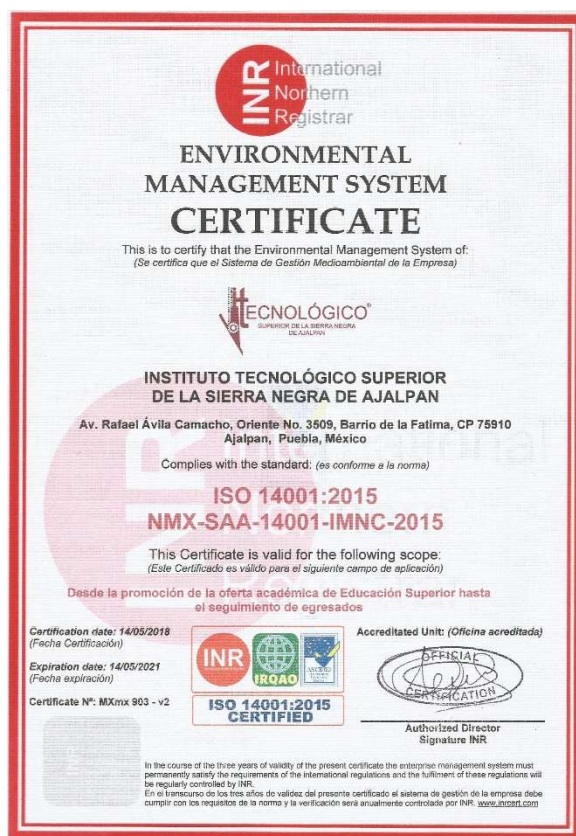 INR International
Northern
Registrar
ENVIRONMENTAL
MANAGEMENT SYSTEM
CERTIFICATE
This is to certify that the Environmental Management System of:
(Se certifica que el Sistema de Gestión Medioambiental de la Empresa)
TECNOLÓGICO®
SUPERIOR DE LA SIERRA NEGRA
DE AJALPAN
INSTITUTO TECNOLÓGICO SUPERIOR
DE LA SIERRA NEGRA DE AJALPAN
Av. Rafael Ávila Camacho, Oriente No. 3509, Barrio de la Fatima, CP 75910
Ajalpan, Puebla, México
Complies with the standard: (es conforme a la norma)
ISO 14001:2015
NMX-SAA-14001-IMNC-2015
This Certificate is valid for the following scope:
(Este Certificado es válido para el siguiente campo de aplicación)
Desde la promoción de la oferta académica de Educación Superior hasta
el seguimiento de egresados
Certification date: 14/05/2018
(Fecha Certificación)
Expiration date: 14/05/2021
(Fecha expiración)
Certificate Nº: MXmx 903 - v2
INR
IRQAO
ISO 14001:2015
CERTIFIED
Accreditated Unit: (Oficina acreditada)
OFFICIAL
CERTIFICATION
Authorized Director
Signature INR
INR
In the course of the three years of validity of the present certificate the enterprise management system must
permanently satisfy the requirements of the international regulations and the fulfilment of these regulations will
be regularly controlled by INR.
En el transcurso de los tres años de validez del presente certificado el sistema de gestión de la empresa debe
cumplir con los requisitos de la norma y la verificación será anualmente controlada por INR. www.inrcert.com